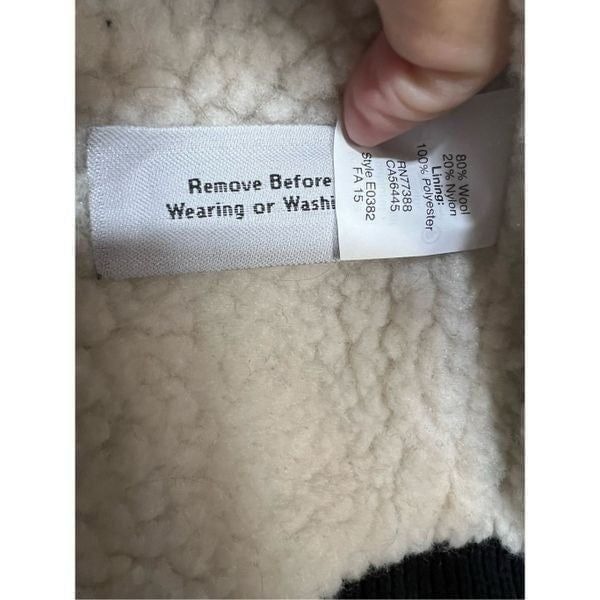 Remove Before
Wearing or Washi
80% Wool
20% Nylon
Lining:
100% Polyester
RN77388
CA56445
Style E0382
FA 15